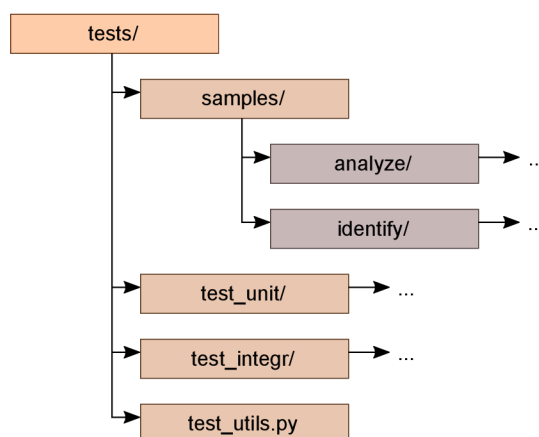 tests/
samples/
analyze/ ..
identify/ ..
test_unit/ ...
test_integr/ ...
test_utils.py